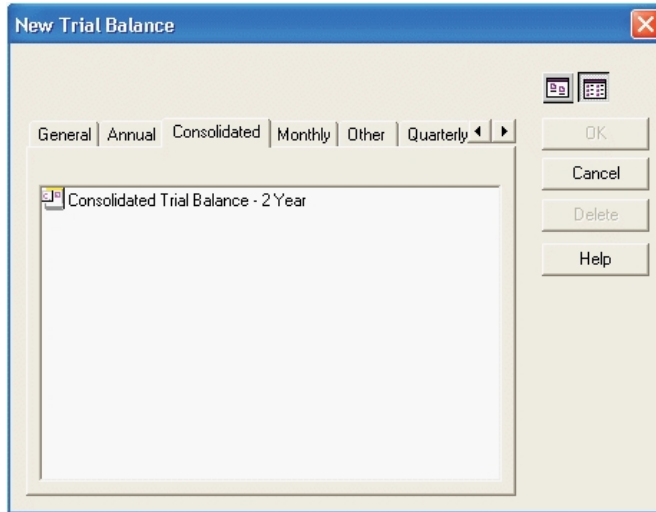 New Trial Balance
General Annual Consolidated Monthly Other Quarterly
OK
Cancel
Delete
Help
Consolidated Trial Balance - 2 Year